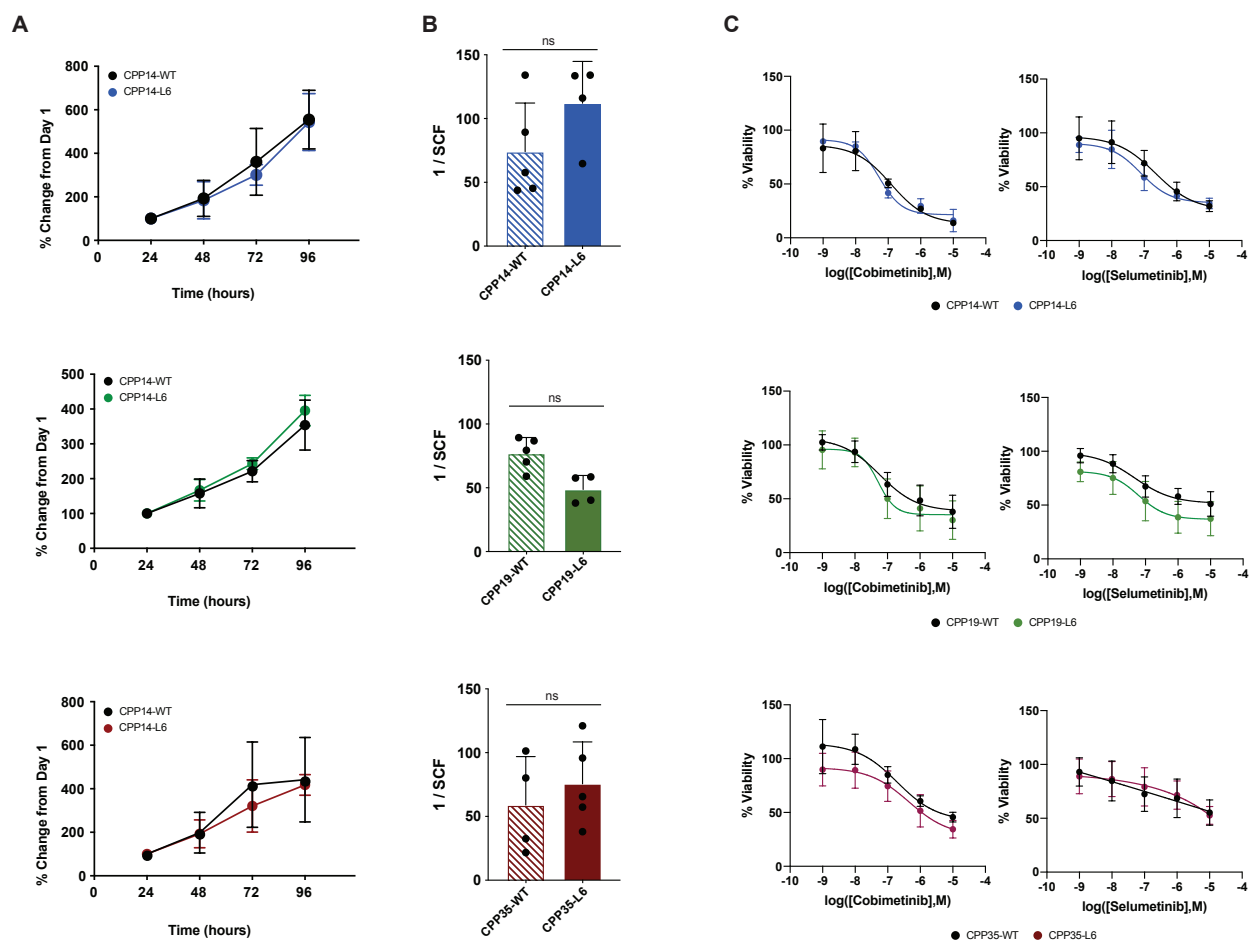 A
B
C
800
600
400
200
0
CPP14-WT
CPP14-L6
% Change from Day 1
24
48
72
96
Time (hours)
ns
150
100
50
0
1 / SCF
CPP14-WT
CPP14-L6
150
100
50
0
% Viability
-10
-9
-8
-7
-6
-5
-4
log([Cobimetinib],M)
150
100
50
0
% Viability
-10
-9
-8
-7
-6
-5
-4
log([Selumetinib],M)
CPP14-WT
CPP14-L6
500
400
300
200
100
0
CPP14-WT
CPP14-L6
% Change from Day 1
0
24
48
72
96
Time (hours)
ns
150
100
50
0
1 / SCF
CPP19-WT
CPP19-L6
150
100
50
0
% Viability
-10
-9
-8
-7
-6
-5
-4
log([Cobimetinib],M)
150
100
50
0
% Viability
-10
-9
-8
-7
-6
-5
-4
log([Selumetinib],M)
CPP19-WT
CPP19-L6
800
600
400
200
0
CPP14-WT
CPP14-L6
% Change from Day 1
0
24
48
72
96
Time (hours)
ns
150
100
50
0
1 / SCF
CPP35-WT
CPP35-L6
150
100
50
0
% Viability
-10
-9
-8
-7
-6
-5
-4
log([Cobimetinib],M)
150
100
50
0
% Viability
-10
-9
-8
-7
-6
-5
-4
log([Selumetinib],M)
CPP35-WT
CPP35-L6